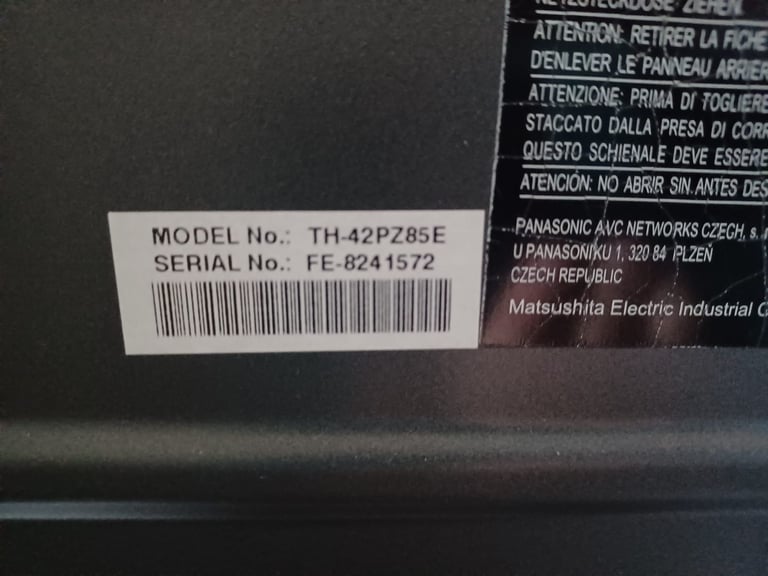 MODEL No.: TH-42PZ85E
SERIAL No.: FE-8241572
NETZSTECKDOSE ZIEHEN.
ATTENTION: RETIRER LA FICHE
D'ENLEVER LE PANNEAU ARRIER
ATTENZIONE: PRIMA DI TOGLIERE
STACCATO DALLA PRESA DI CORR
QUESTO SCHIENALE DEVE ESSERE
ATENCIÓN: NO ABRIR SIN ANTES DES
PANASONIC AVC NETWORKS CZECH, s. r
U PANASONIKU 1, 320 84 PLZEŇ
CZECH REPUBLIC
Matsushita Electric Industrial C